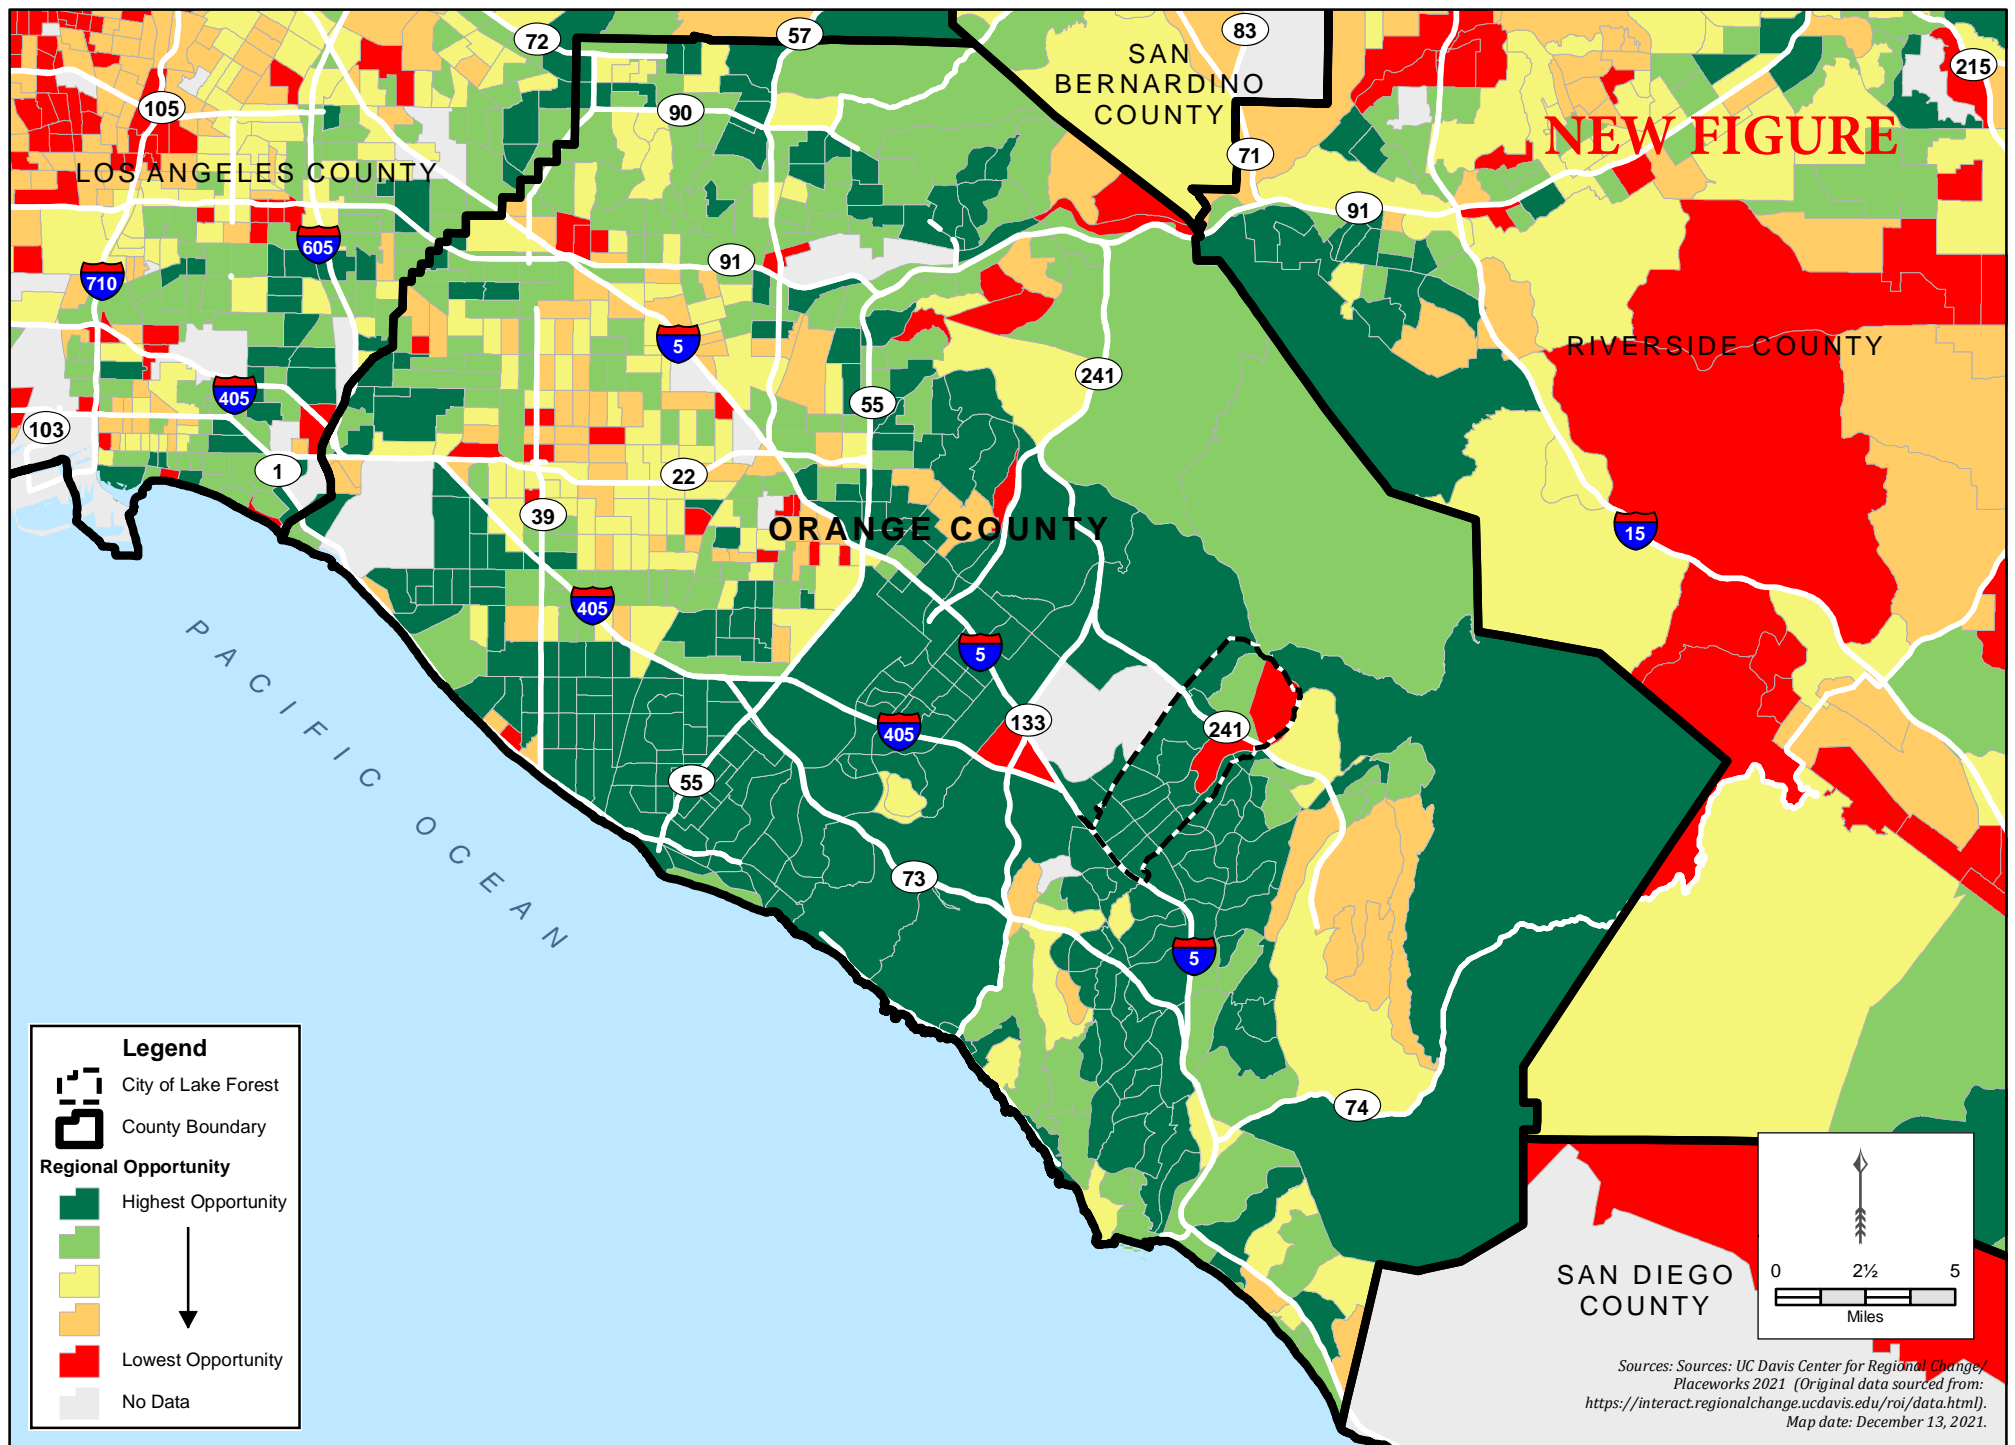 72
57
83
215
SAN
BERNARDINO
COUNTY
105
90
NEW FIGURE
71
LOS ANGELES COUNTY
91
605
91
710
5
RIVERSIDE COUNTY
241
405
55
103
1
22
39
ORANGE COUNTY
15
405
5
PACIFIC OCEAN
133
241
405
55
73
5
74
Legend
City of Lake Forest
County Boundary
Regional Opportunity
Highest Opportunity
Lowest Opportunity
No Data
SAN DIEGO
COUNTY
0 2½ 5
Miles
Sources: Sources: UC Davis Center for Regional Change/
Placeworks 2021 (Original data sourced from:
https://interact.regionalchange.ucdavis.edu/roi/data.html).
Map date: December 13, 2021.